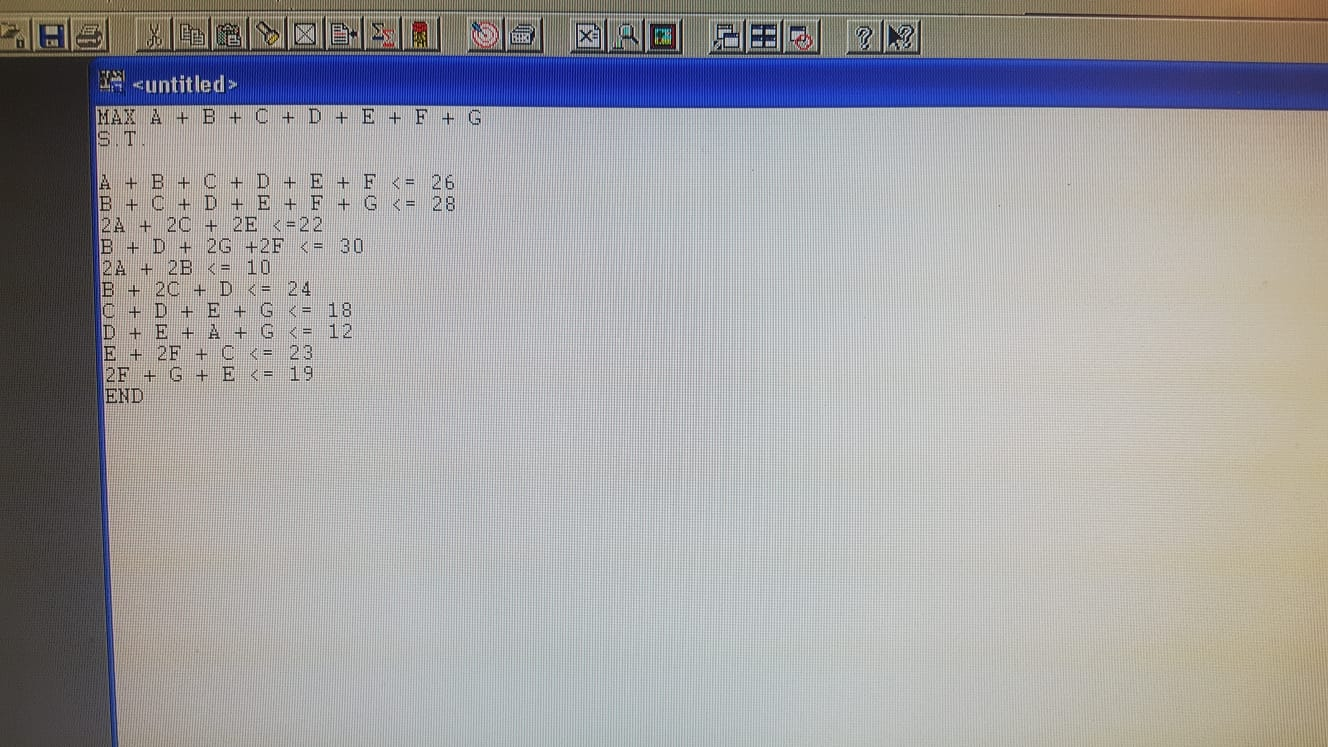 <untitled>
MAX A + B + C + D + E + F + G
S.T.
A + B + C + D + E + F <= 26
B + C + D + E + F + G <= 28
2A + 2C + 2E <=22
B + D + 2G +2F <= 30
2A + 2B <= 10
B + 2C + D <= 24
C + D + E + G <= 18
D + E + A + G <= 12
E + 2F + C <= 23
2F + G + E <= 19
END